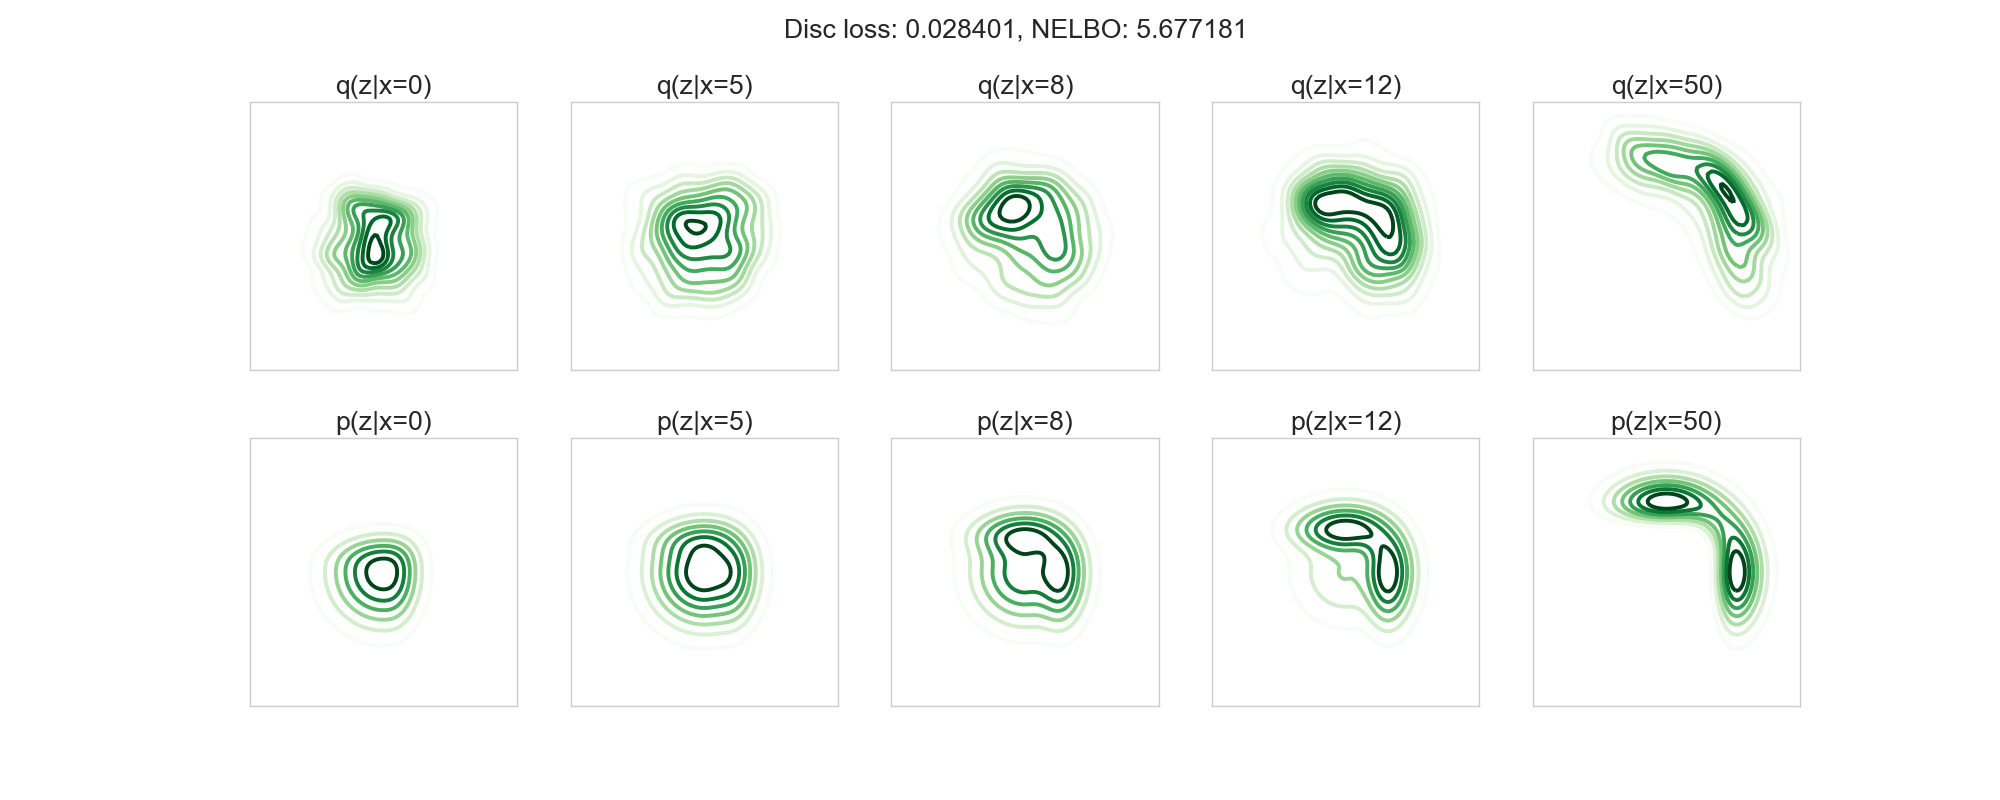 Disc loss: 0.028401, NELBO: 5.677181
q(z|x=0) q(z|x=5) q(z|x=8) q(z|x=12) q(z|x=50)
p(z|x=0) p(z|x=5) p(z|x=8) p(z|x=12) p(z|x=50)